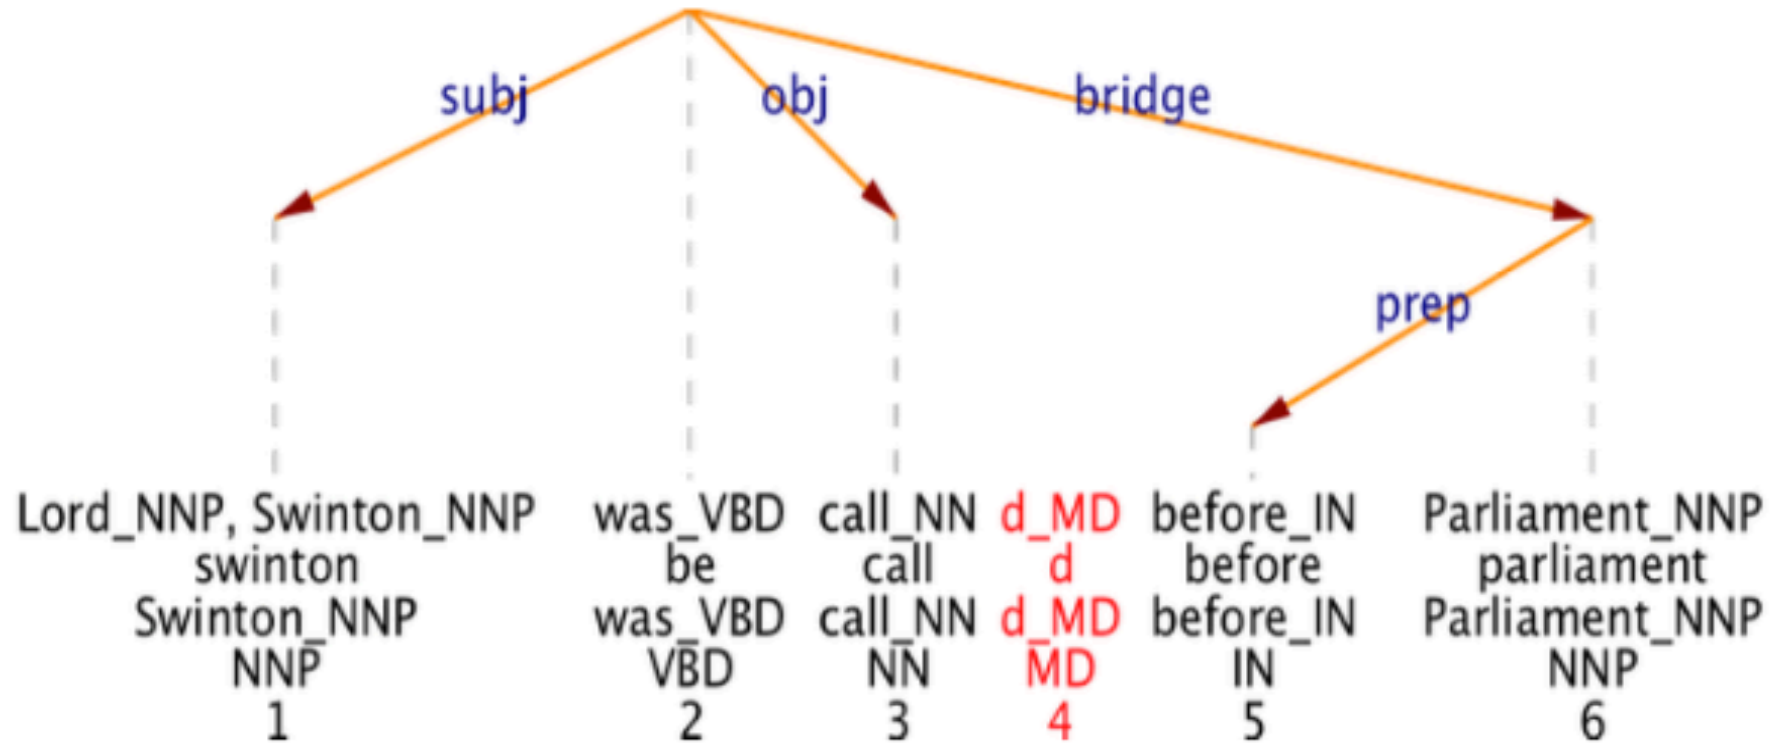 subj obj bridge
prep
Lord_NNP, Swinton_NNP was_VBD call_NN d_MD before_IN Parliament_NNP
swinton be call d before parliament
Swinton_NNP was_VBD call_NN d_MD before_IN Parliament_NNP
NNP VBD NN MD IN NNP
1 2 3 4 5 6